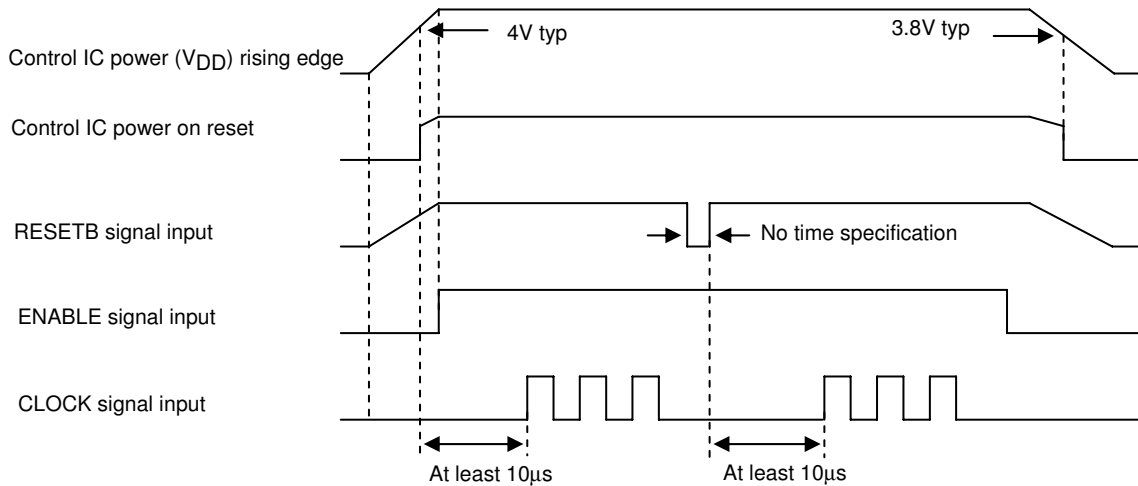 4V typ
3.8V typ
Control IC power (VDD) rising edge
Control IC power on reset
RESETB signal input
No time specification
ENABLE signal input
CLOCK signal input
At least 10μs
At least 10μs